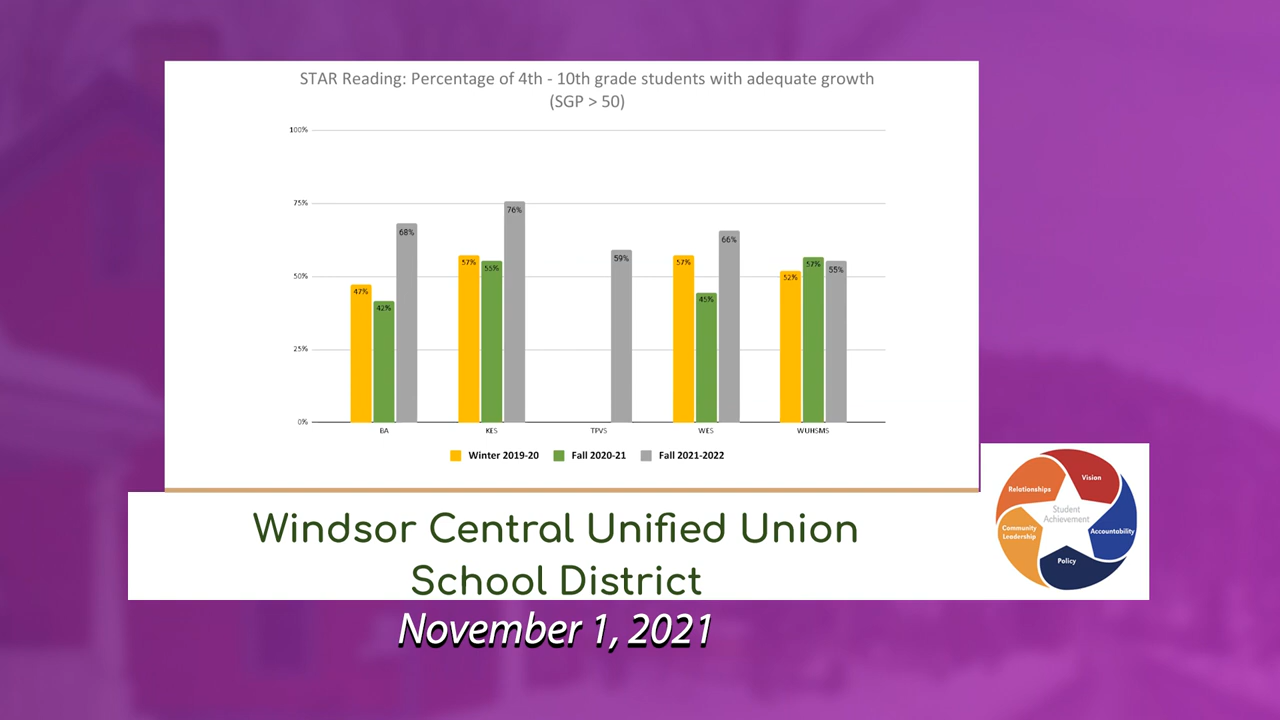 STAR Reading: Percentage of 4th - 10th grade students with adequate growth
(SGP > 50)
100%
75%
50%
25%
0%
47%
42%
68%
57%
55%
76%
59%
57%
45%
66%
52%
57%
55%
BA
KES
TPVS
WES
WUHSMS
Winter 2019-20
Fall 2020-21
Fall 2021-2022
Windsor Central Unified Union
School District
November 1, 2021
Relationships
Vision
Student
Achievement
Community
Leadership
Accountability
Policy